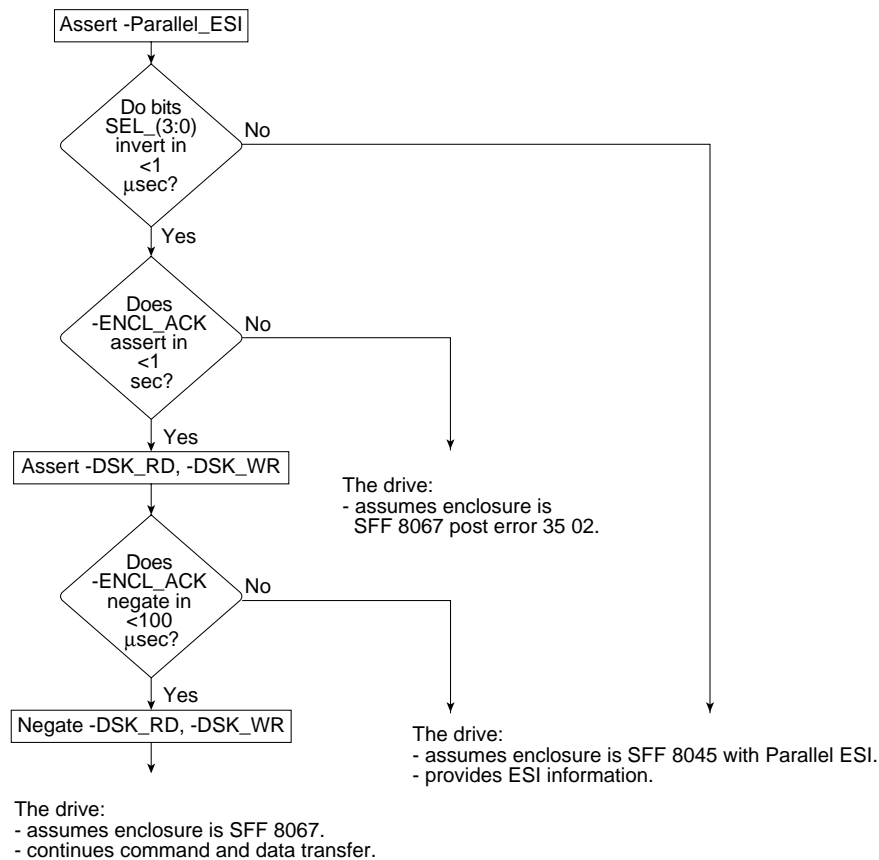 Assert -Parallel_ESI
Do bits
SEL_(3:0)
invert in
<1
μsec?
No
Yes
Does
-ENCL_ACK
assert in
<1
sec?
No
Yes
Assert -DSK_RD, -DSK_WR
The drive:
- assumes enclosure is
SFF 8067 post error 35 02.
Does
-ENCL_ACK
negate in
<100
μsec?
No
Yes
Negate -DSK_RD, -DSK_WR
The drive:
- assumes enclosure is SFF 8045 with Parallel ESI.
- provides ESI information.
The drive:
- assumes enclosure is SFF 8067.
- continues command and data transfer.